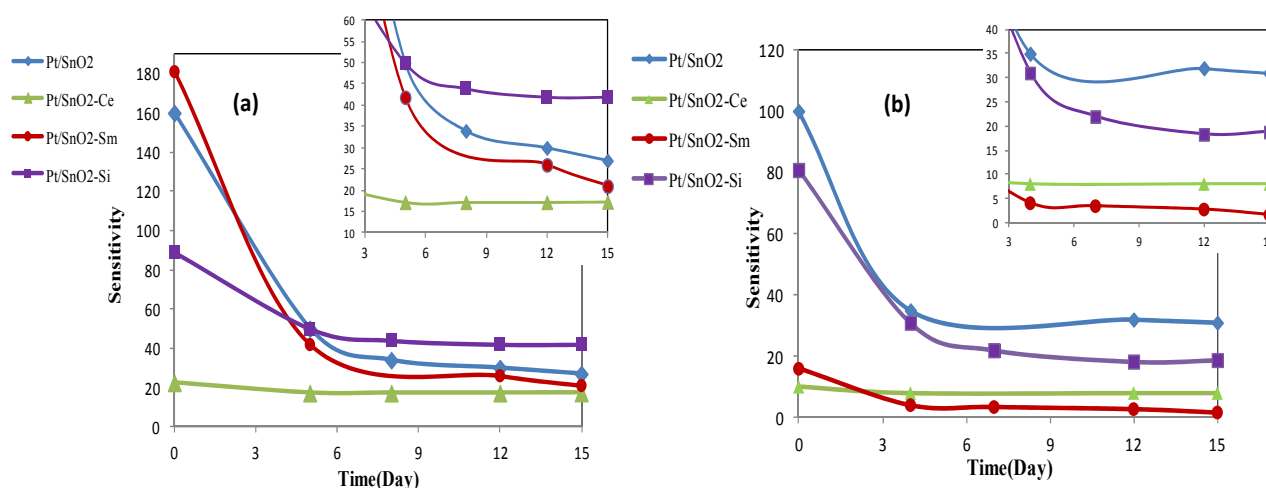 Pt/SnO2
Pt/SnO2-Ce
Pt/SnO2-Sm
Pt/SnO2-Si
(a)
Sensitivity
180
160
140
120
100
80
60
40
20
0
0 3 6 9 12 15
Time(Day)
60
55
50
45
40
35
30
25
20
15
10
3 6 9 12 15
Pt/SnO2
Pt/SnO2-Ce
Pt/SnO2-Sm
Pt/SnO2-Si
(b)
Sensitivity
120
100
80
60
40
20
0
0 3 6 9 12 15
Time(Day)
40
35
30
25
20
15
10
5
0
3 6 9 12